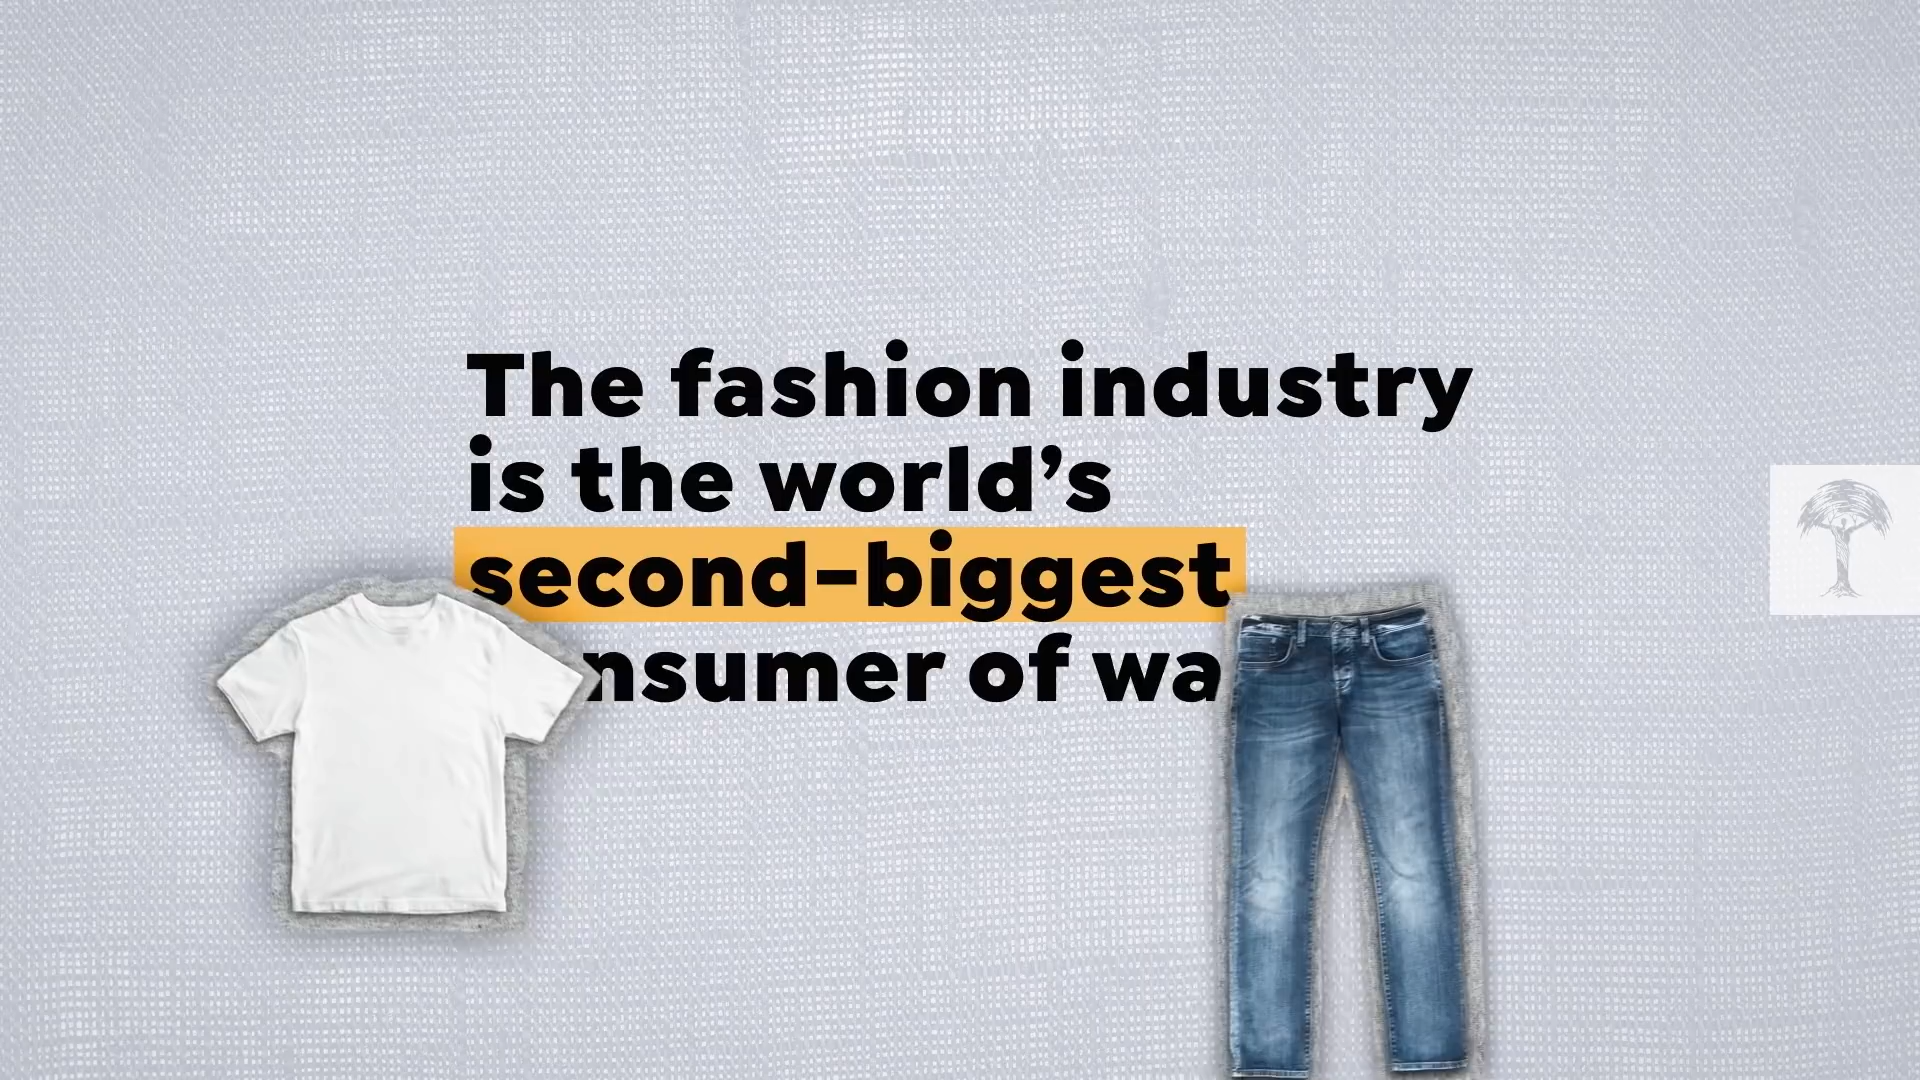 The fashion industry
is the world’s
second-biggest
nsumer of wa